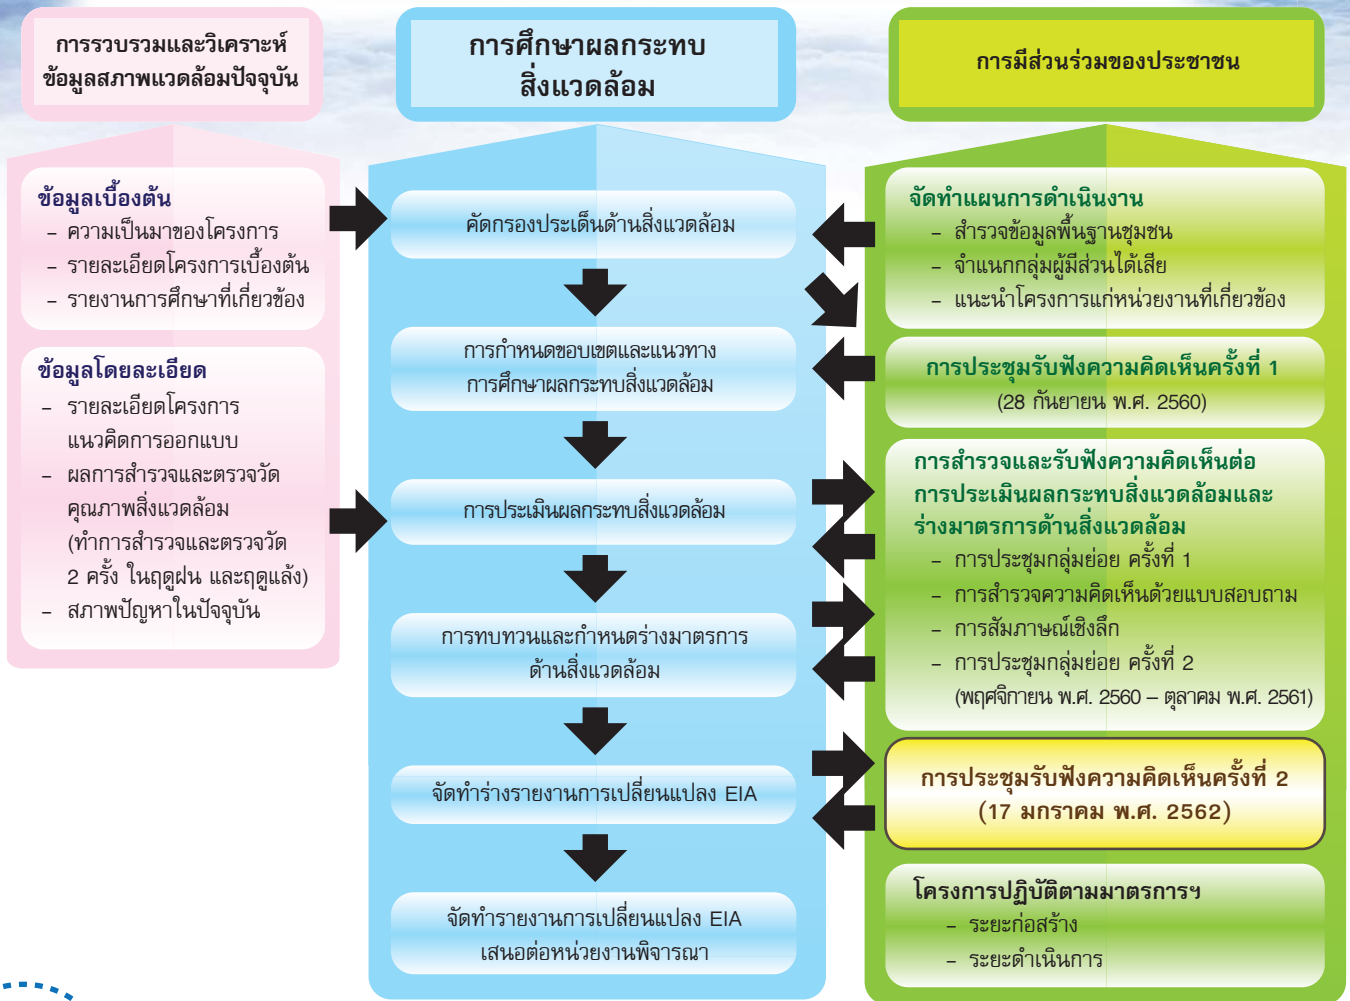 การรวบรวมและวิเคราะห์
ข้อมูลสภาพแวดล้อมปัจจุบัน
ข้อมูลเบื้องต้น
- ความเป็นมาของโครงการ
- รายละเอียดโครงการเบื้องต้น
- รายงานการศึกษาที่เกี่ยวข้อง
ข้อมูลโดยละเอียด
- รายละเอียดโครงการ
แนวคิดการออกแบบ
- ผลการสำรวจและตรวจวัด
คุณภาพสิ่งแวดล้อม
(ทำการสำรวจและตรวจวัด
2 ครั้ง ในฤดูฝน และฤดูแล้ง)
- สภาพปัญหาในปัจจุบัน
การศึกษาผลกระทบ
สิ่งแวดล้อม
คัดกรองประเด็นด้านสิ่งแวดล้อม
การกำหนดขอบเขตและแนวทาง
การศึกษาผลกระทบสิ่งแวดล้อม
การประเมินผลกระทบสิ่งแวดล้อม
การทบทวนและกำหนดร่างมาตรการ
ด้านสิ่งแวดล้อม
จัดทำร่างรายงานการเปลี่ยนแปลง EIA
จัดทำรายงานการเปลี่ยนแปลง EIA
เสนอต่อหน่วยงานพิจารณา
การมีส่วนร่วมของประชาชน
จัดทำแผนการดำเนินงาน
- สำรวจข้อมูลพื้นฐานชุมชน
- จำแนกกลุ่มผู้มีส่วนได้เสีย
- แนะนำโครงการแก่หน่วยงานที่เกี่ยวข้อง
การประชุมรับฟังความคิดเห็นครั้งที่ 1
(28 กันยายน พ.ศ. 2560)
การสำรวจและรับฟังความคิดเห็นต่อ
การประเมินผลกระทบสิ่งแวดล้อมและ
ร่างมาตรการด้านสิ่งแวดล้อม
- การประชุมกลุ่มย่อย ครั้งที่ 1
- การสำรวจความคิดเห็นด้วยแบบสอบถาม
- การสัมภาษณ์เชิงลึก
- การประชุมกลุ่มย่อย ครั้งที่ 2
(พฤศจิกายน พ.ศ. 2560 – ตุลาคม พ.ศ. 2561)
การประชุมรับฟังความคิดเห็นครั้งที่ 2
(17 มกราคม พ.ศ. 2562)
โครงการปฏิบัติตามมาตรการฯ
- ระยะก่อสร้าง
- ระยะดำเนินการ